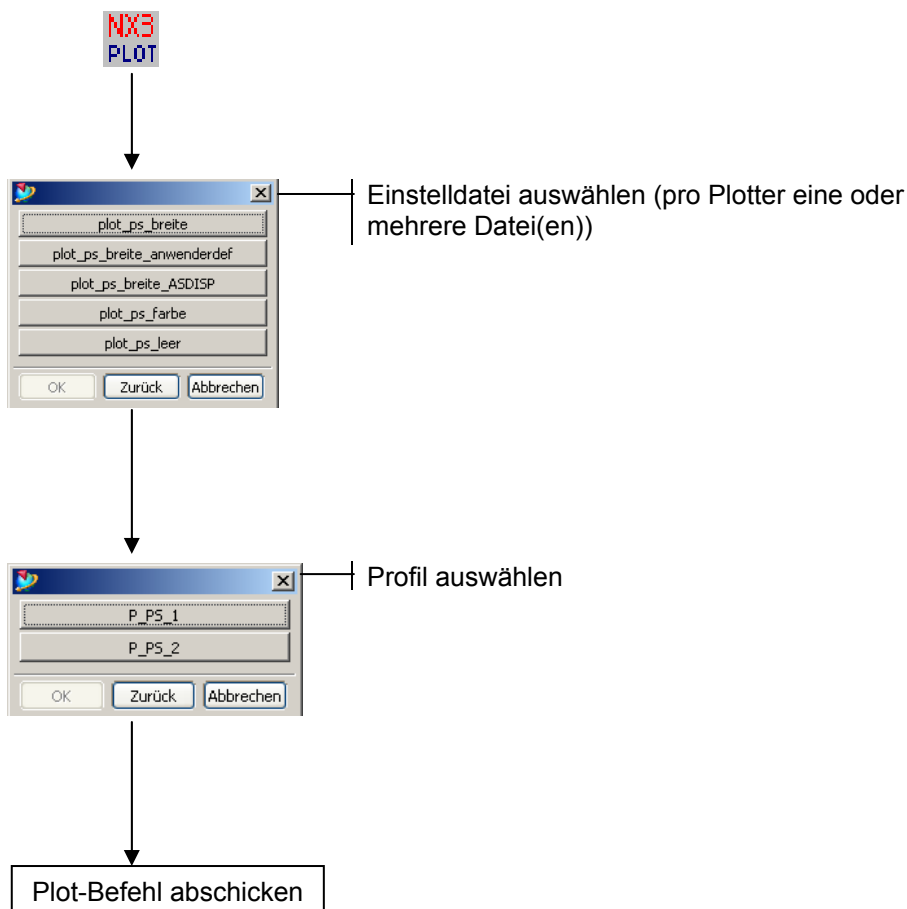 NX3
PLOT
Einstelldatei auswählen (pro Plotter eine oder
mehrere Datei(en))
plot_ps_breite
plot_ps_breite_anwenderdef
plot_ps_breite_ASDISP
plot_ps_farbe
plot_ps_leer
OK Zurück Abbrechen
Profil auswählen
P_PS_1
P_PS_2
OK Zurück Abbrechen
Plot-Befehl abschicken